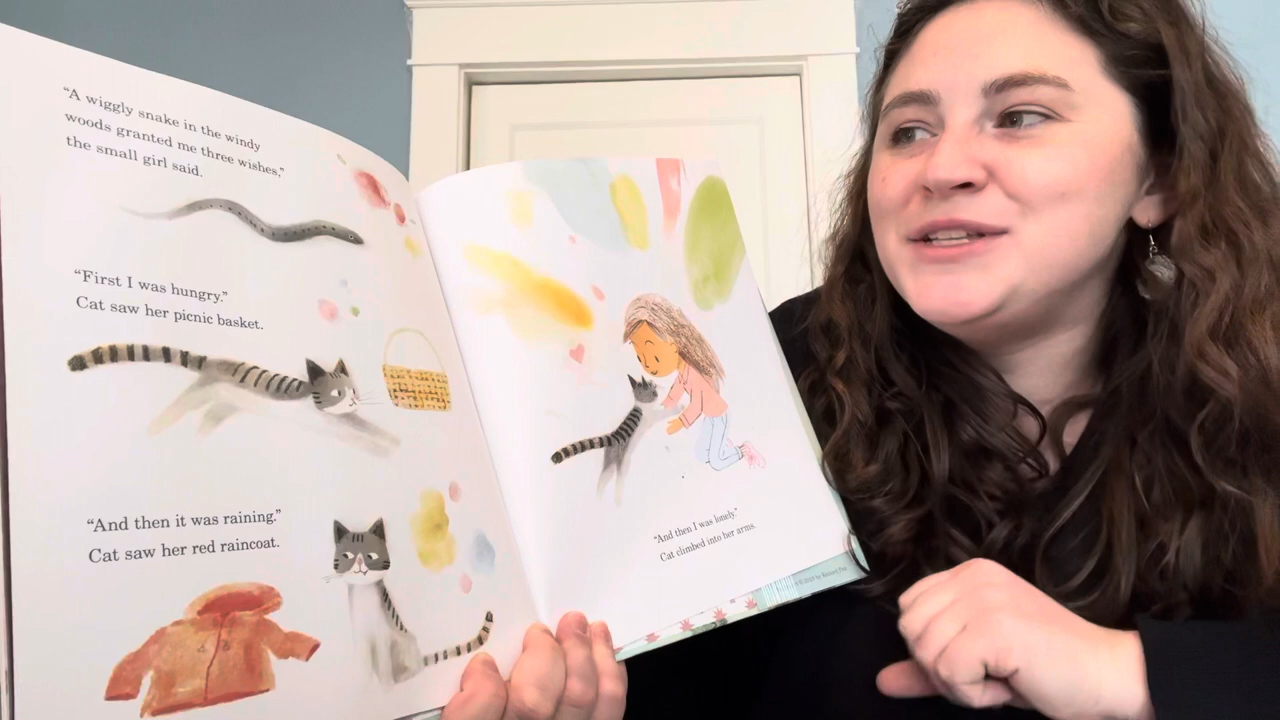 “A wiggly snake in the windy
woods granted me three wishes,”
the small girl said.
“First I was hungry.”
Cat saw her picnic basket.
“And then it was raining.”
Cat saw her red raincoat.
“And then I was lonely.”
Cat climbed into her arms.